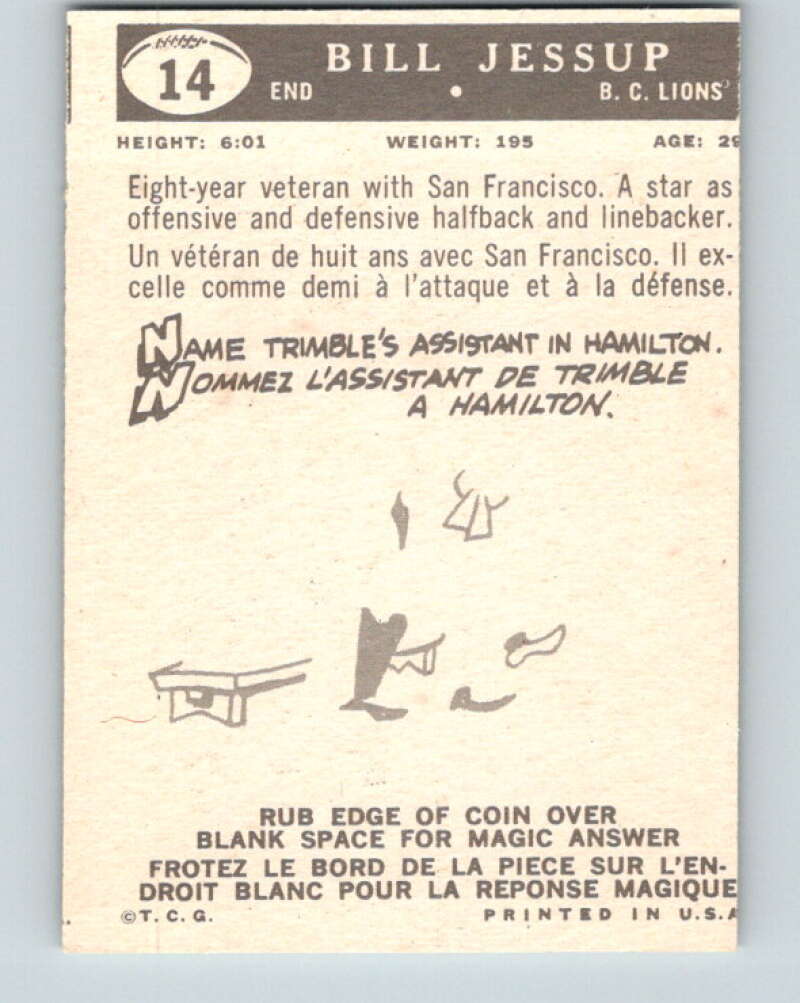 14
BILL JESSUP
END • B. C. LIONS
HEIGHT: 6:01 WEIGHT: 195 AGE: 29
Eight-year veteran with San Francisco. A star as
offensive and defensive halfback and linebacker.
Un vétéran de huit ans avec San Francisco. Il ex-
celle comme demi à l'attaque et à la défense.
NAME TRIMBLE'S ASSISTANT IN HAMILTON.
NOMMEZ L'ASSISTANT DE TRIMBLE
A HAMILTON.
RUB EDGE OF COIN OVER
BLANK SPACE FOR MAGIC ANSWER
FROTEZ LE BORD DE LA PIECE SUR L'EN-
DROIT BLANC POUR LA REPONSE MAGIQUE
©T. C. G. PRINTED IN U.S.A